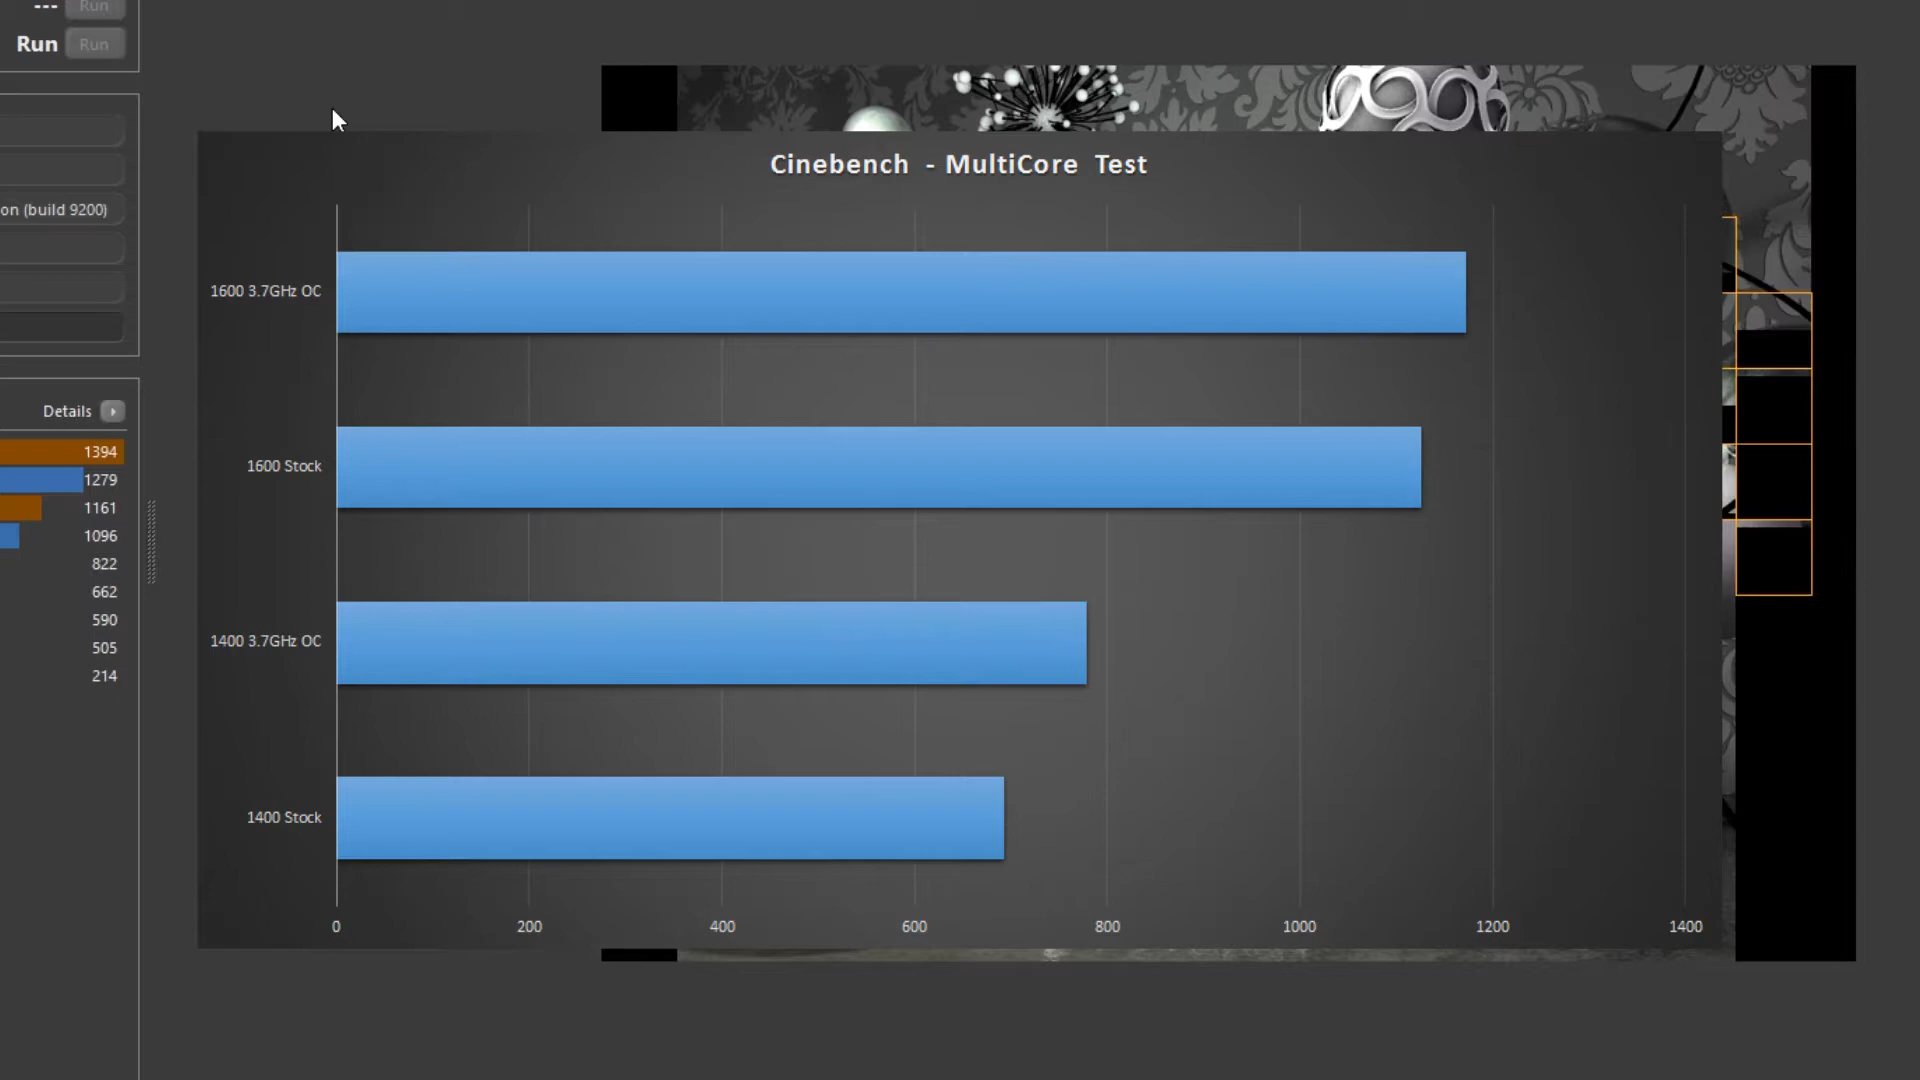 --- Run
Run Run
on (build 9200)
Details
1394
1279
1161
1096
822
662
590
505
214
Cinebench - MultiCore Test
1600 3.7GHz OC
1600 Stock
1400 3.7GHz OC
1400 Stock
0 200 400 600 800 1000 1200 1400